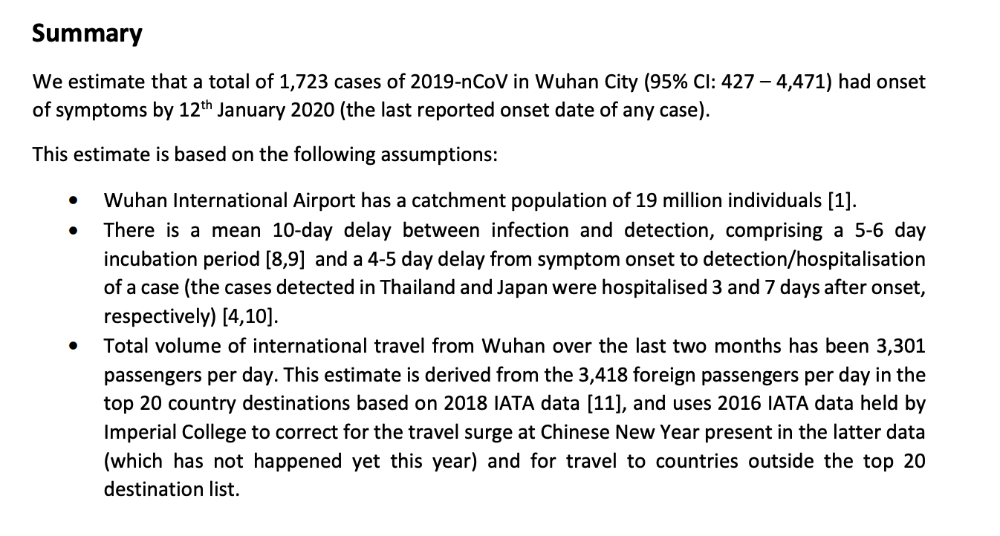 Summary
We estimate that a total of 1,723 cases of 2019-nCoV in Wuhan City (95% CI: 427 – 4,471) had onset
of symptoms by 12th January 2020 (the last reported onset date of any case).
This estimate is based on the following assumptions:
• Wuhan International Airport has a catchment population of 19 million individuals [1].
• There is a mean 10-day delay between infection and detection, comprising a 5-6 day
incubation period [8,9] and a 4-5 day delay from symptom onset to detection/hospitalisation
of a case (the cases detected in Thailand and Japan were hospitalised 3 and 7 days after onset,
respectively) [4,10].
• Total volume of international travel from Wuhan over the last two months has been 3,301
passengers per day. This estimate is derived from the 3,418 foreign passengers per day in the
top 20 country destinations based on 2018 IATA data [11], and uses 2016 IATA data held by
Imperial College to correct for the travel surge at Chinese New Year present in the latter data
(which has not happened yet this year) and for travel to countries outside the top 20
destination list.